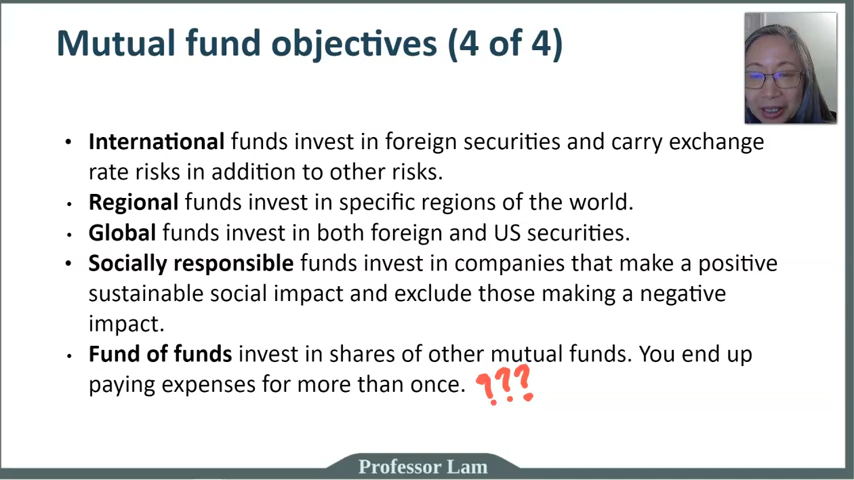 Mutual fund objectives (4 of 4)
• International funds invest in foreign securities and carry exchange
rate risks in addition to other risks.
• Regional funds invest in specific regions of the world.
• Global funds invest in both foreign and US securities.
• Socially responsible funds invest in companies that make a positive
sustainable social impact and exclude those making a negative
impact.
• Fund of funds invest in shares of other mutual funds. You end up
paying expenses for more than once. ???
Professor Lam